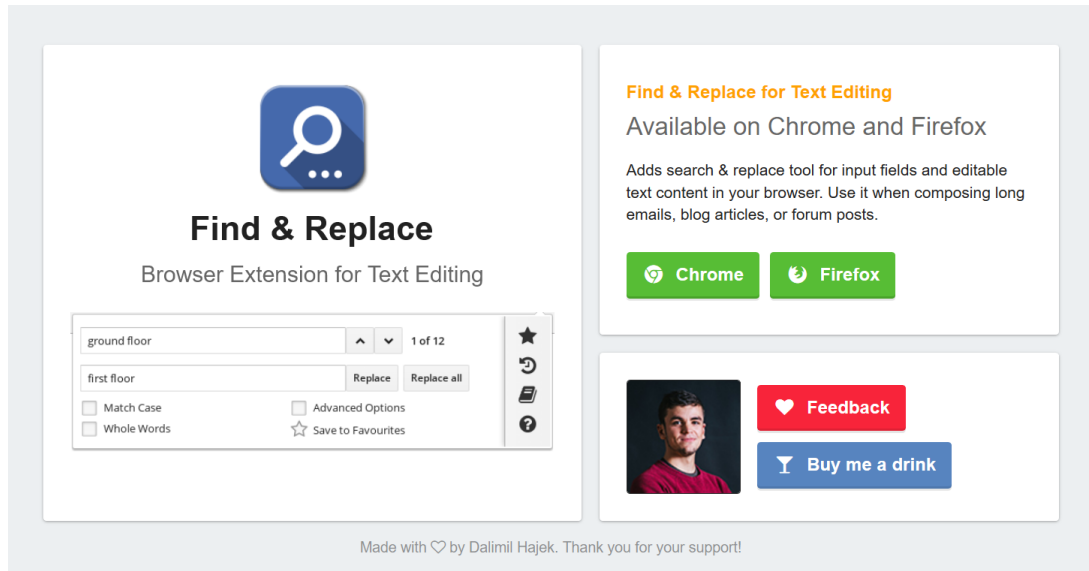 Find & Replace
Browser Extension for Text Editing
ground floor
1 of 12
first floor
Replace
Replace all
Match Case
Advanced Options
Whole Words
Save to Favourites
Find & Replace for Text Editing
Available on Chrome and Firefox
Adds search & replace tool for input fields and editable
text content in your browser. Use it when composing long
emails, blog articles, or forum posts.
Chrome
Firefox
Feedback
Buy me a drink
Made with ♡ by Dalimil Hajek. Thank you for your support!